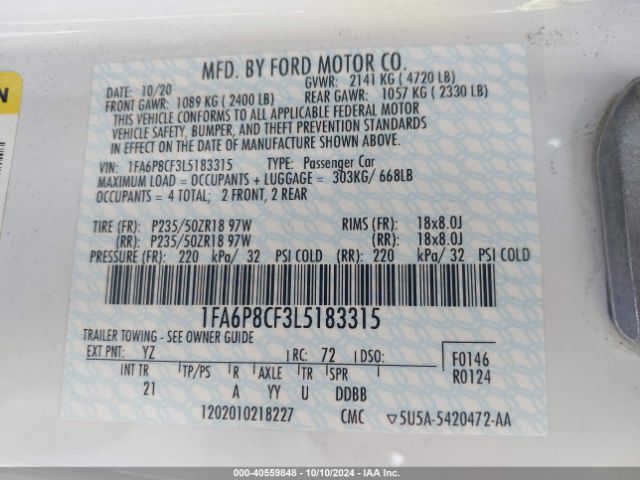 N
MFD. BY FORD MOTOR CO.
DATE: 10/20 GVWR: 2141 KG ( 4720 LB)
FRONT GAWR: 1089 KG ( 2400 LB) REAR GAWR: 1057 KG ( 2330 LB)
THIS VEHICLE CONFORMS TO ALL APPLICABLE FEDERAL MOTOR
VEHICLE SAFETY, BUMPER, AND THEFT PREVENTION STANDARDS
IN EFFECT ON THE DATE OF MANUFACTURE SHOWN ABOVE.
VIN: 1FA6P8CF3L5183315 TYPE: Passenger Car
MAXIMUM LOAD = OCCUPANTS + LUGGAGE = 303KG/ 668LB
OCCUPANTS = 4 TOTAL; 2 FRONT, 2 REAR
TIRE (FR): P235/50ZR18 97W RIMS (FR): 18x8.0J
(RR): P235/50ZR18 97W (RR): 18x8.0J
PRESSURE (FR): 220 kPa/ 32 PSI COLD (RR): 220 kPa/ 32 PSI COLD
1FA6P8CF3L5183315
TRAILER TOWING - SEE OWNER GUIDE
EXT PNT: YZ RC: 72 DSO: F0146
INT TR TP/PS R AXLE TR SPR R0124
21 A YY U DDBB
1202010218227 CMC ▽5U5A-5420472-AA
000-40559848 - 10/10/2024 - IAA Inc.